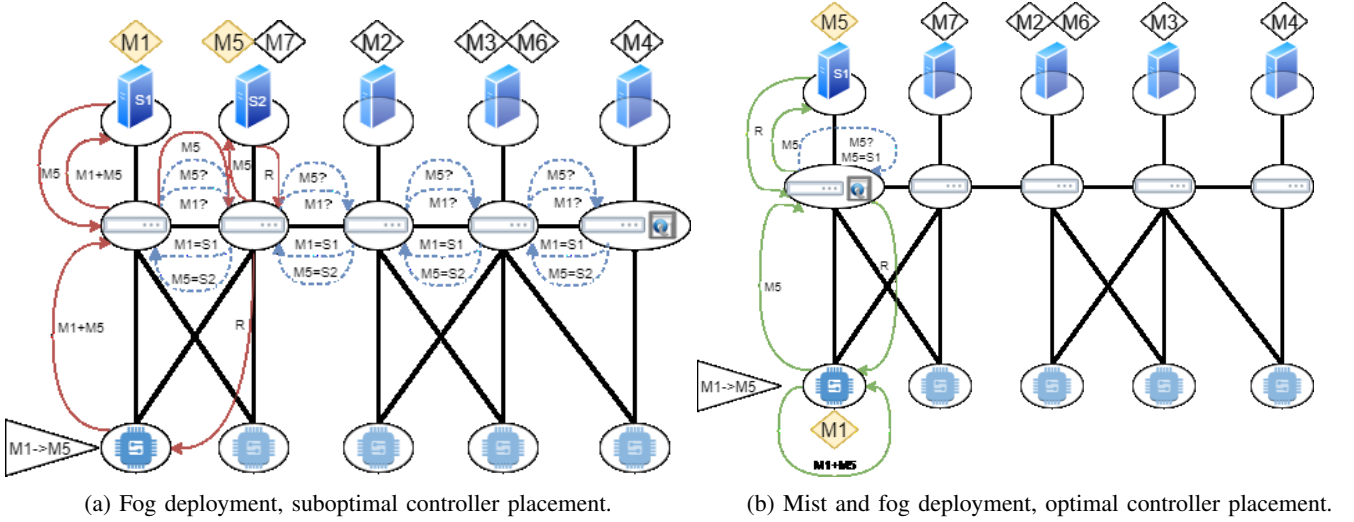 M1 M5 M7 M2 M3 M6 M4
S1 S2
M5 M1+M5 M5? M1? M5 M5 R M5? M1? M5? M1? M5? M1?
M1=S1 M1=S1 M1=S1 M1=S1
M5=S2 M5=S2 M5=S2 M5=S2
M1+M5 R
M1->M5
(a) Fog deployment, suboptimal controller placement.
M5 M7 M2 M6 M3 M4
S1
R M5 M5?
M5=S1
M5 R
M1->M5
M1
M1+M5
(b) Mist and fog deployment, optimal controller placement.